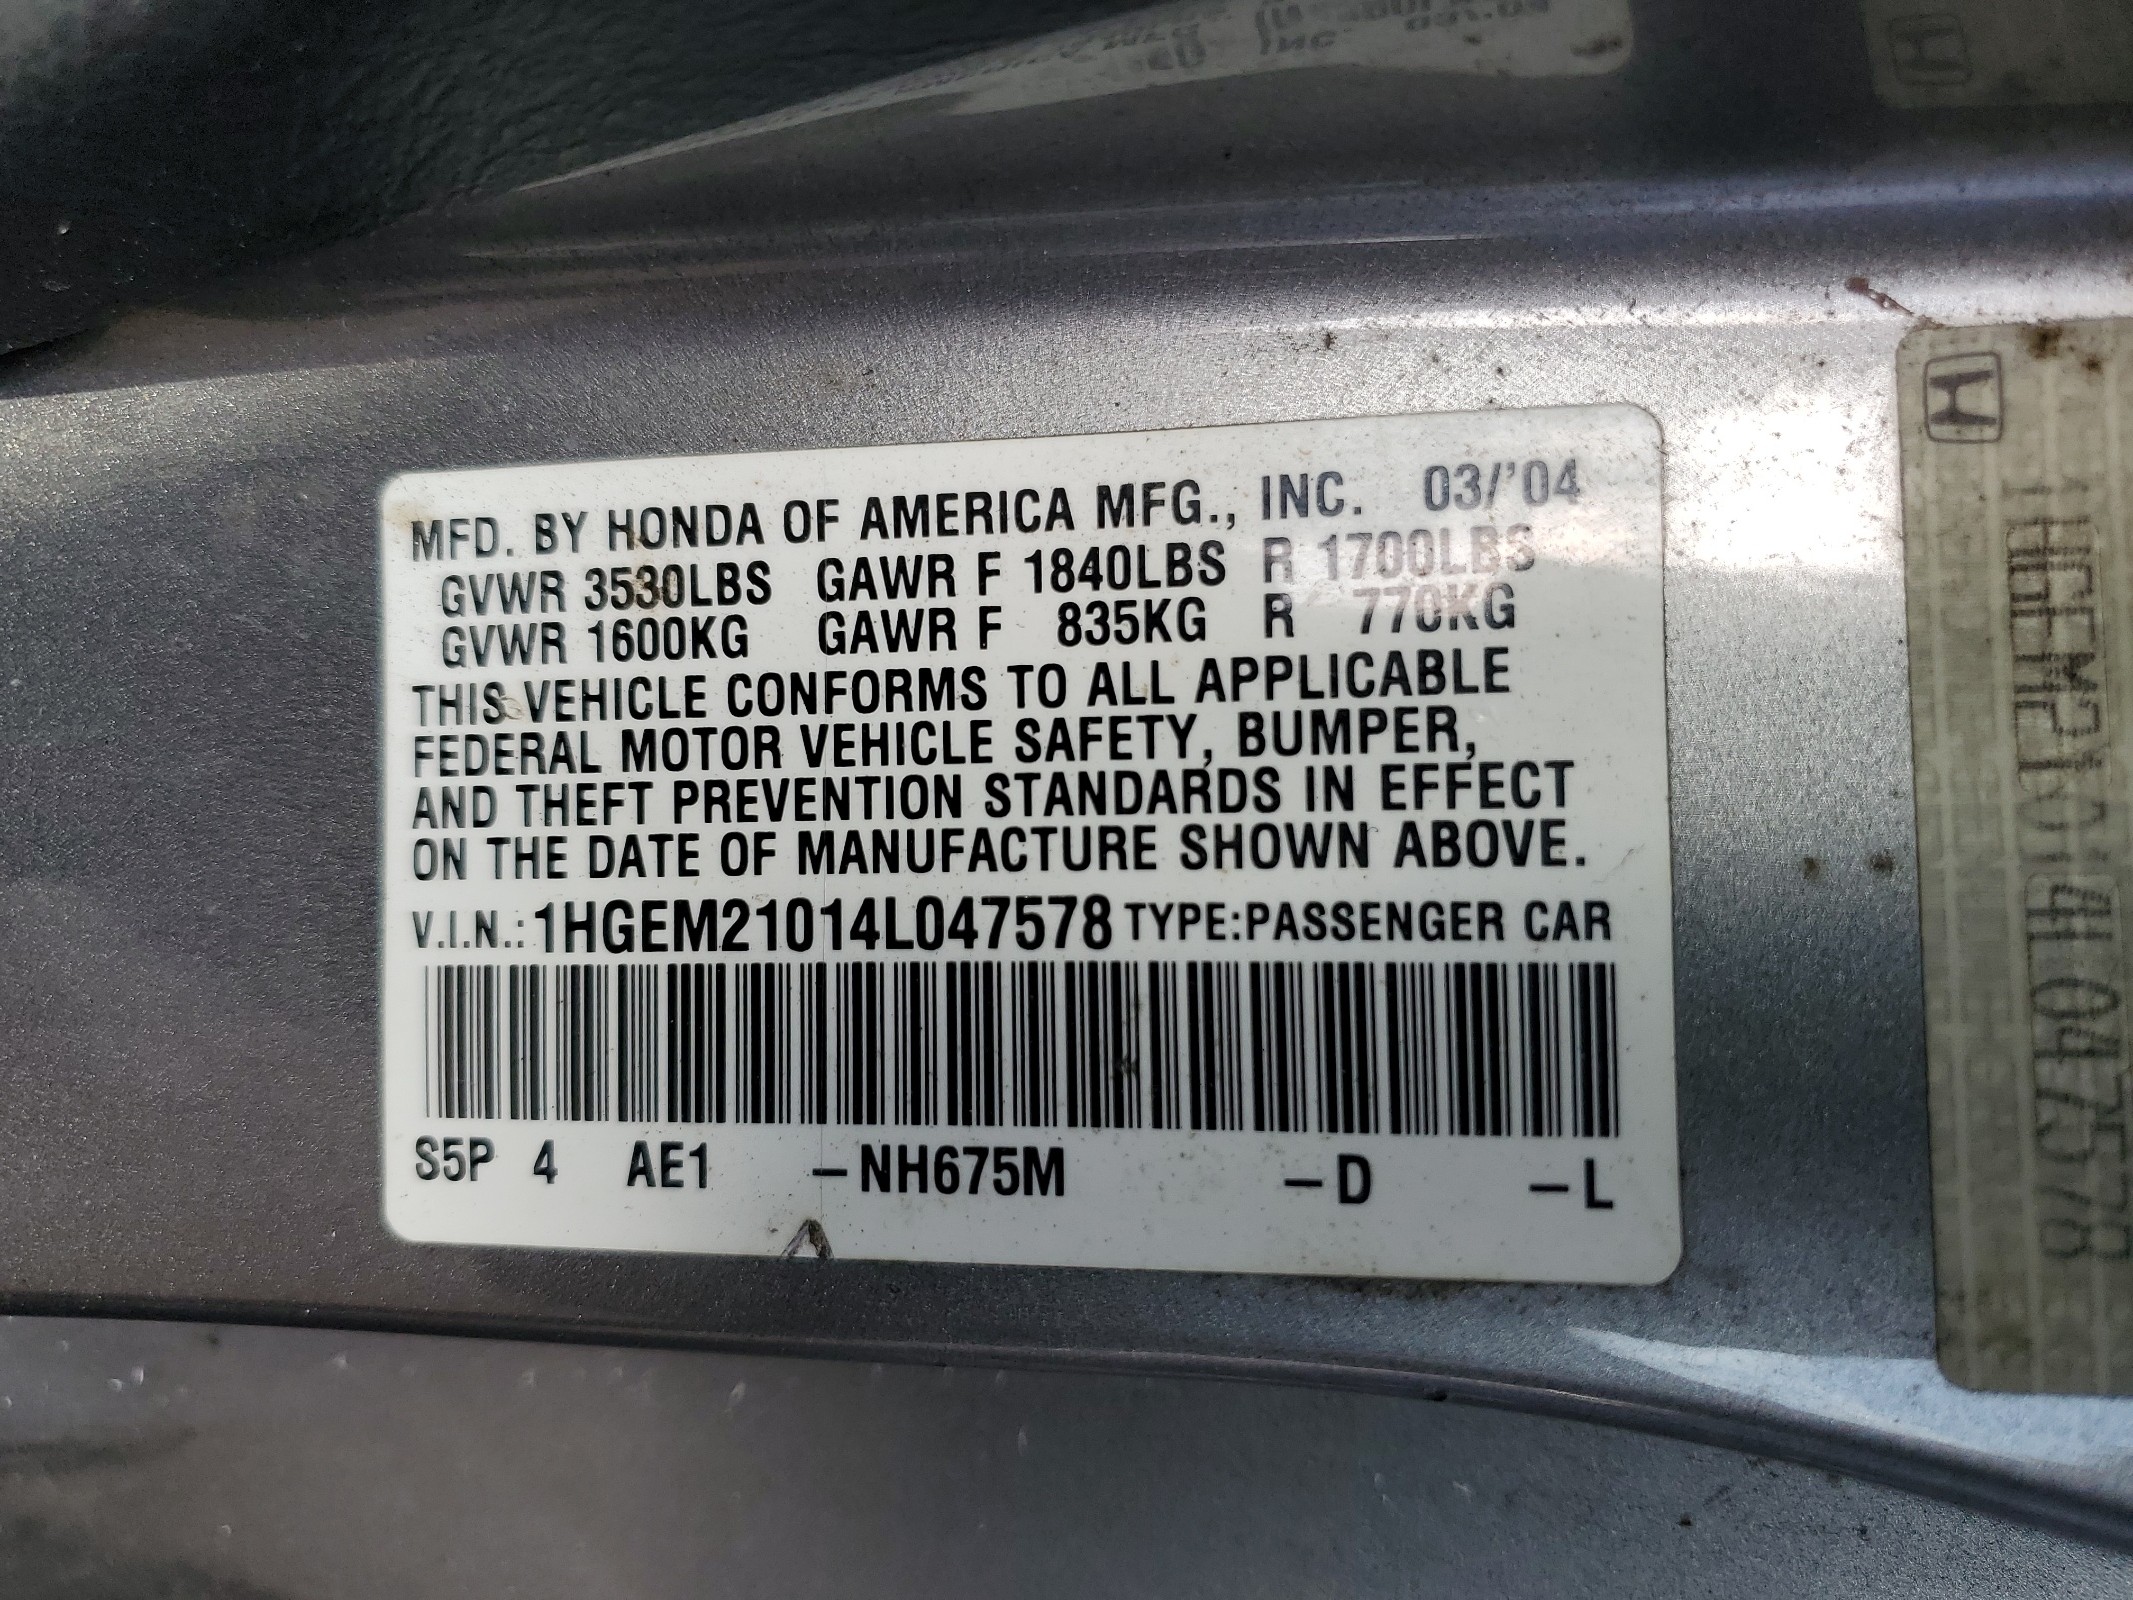 MFD. BY HONDA OF AMERICA MFG., INC. 03/'04
GVWR 3530LBS GAWR F 1840LBS R 1700LBS
GVWR 1600KG GAWR F 835KG R 770KG
THIS VEHICLE CONFORMS TO ALL APPLICABLE
FEDERAL MOTOR VEHICLE SAFETY, BUMPER,
AND THEFT PREVENTION STANDARDS IN EFFECT
ON THE DATE OF MANUFACTURE SHOWN ABOVE.
V.I.N.: 1HGEM21014L047578 TYPE:PASSENGER CAR
S5P 4 AE1 –NH675M –D –L
1HGEM21014L047578